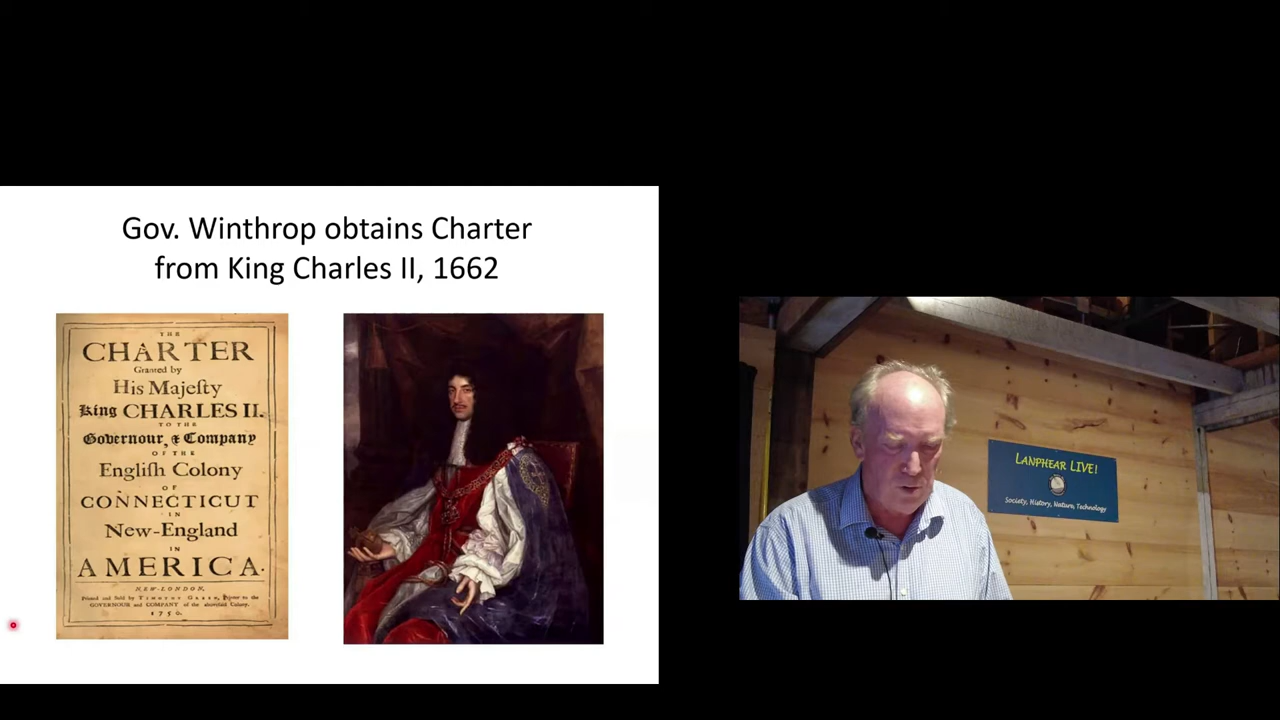 Gov. Winthrop obtains Charter
from King Charles II, 1662
THE
CHARTER
Granted by
His Majeſty
King CHARLES II.
TO THE
Governour, & Company
OF THE
Engliſh Colony
OF
CONNECTICUT
IN
New-England
IN
AMERICA.
NEW-LONDON,
Printed and Sold by TIMOTHY GREEN, Printer to the
GOVERNOUR and COMPANY of the aboveſaid Colony.
1750.
LANPHEAR LIVE!
Society, History, Nature, Technology